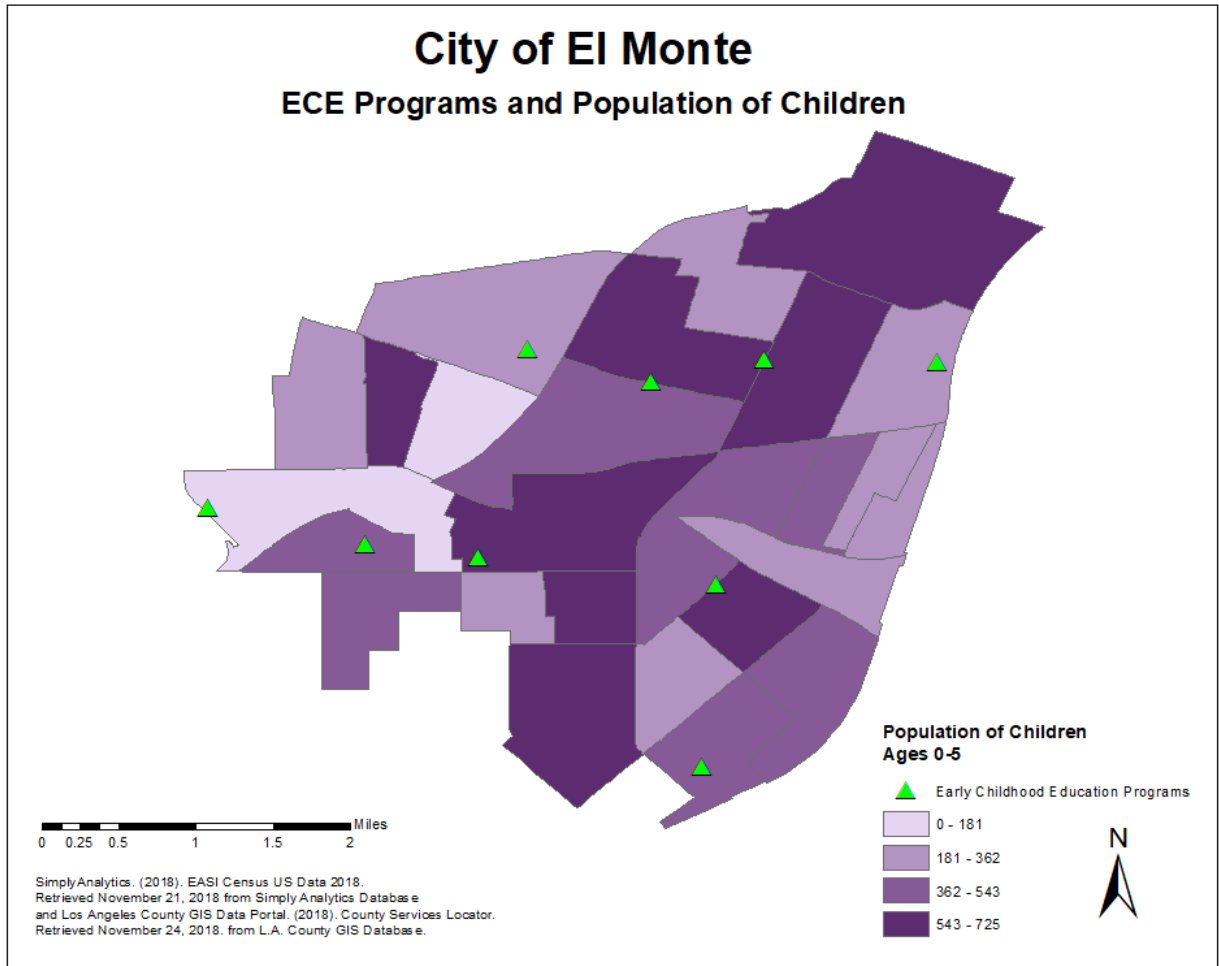 City of El Monte
ECE Programs and Population of Children
Population of Children
Ages 0-5
Early Childhood Education Programs
0 - 181
181 - 362
362 - 543
543 - 725
N
Miles
0 0.25 0.5 1 1.5 2
SimplyAnalytics. (2018). EASI Census US Data 2018.
Retrieved November 21, 2018 from Simply Analytics Database
and Los Angeles County GIS Data Portal. (2018). County Services Locator.
Retrieved November 24, 2018. from L.A. County GIS Database.